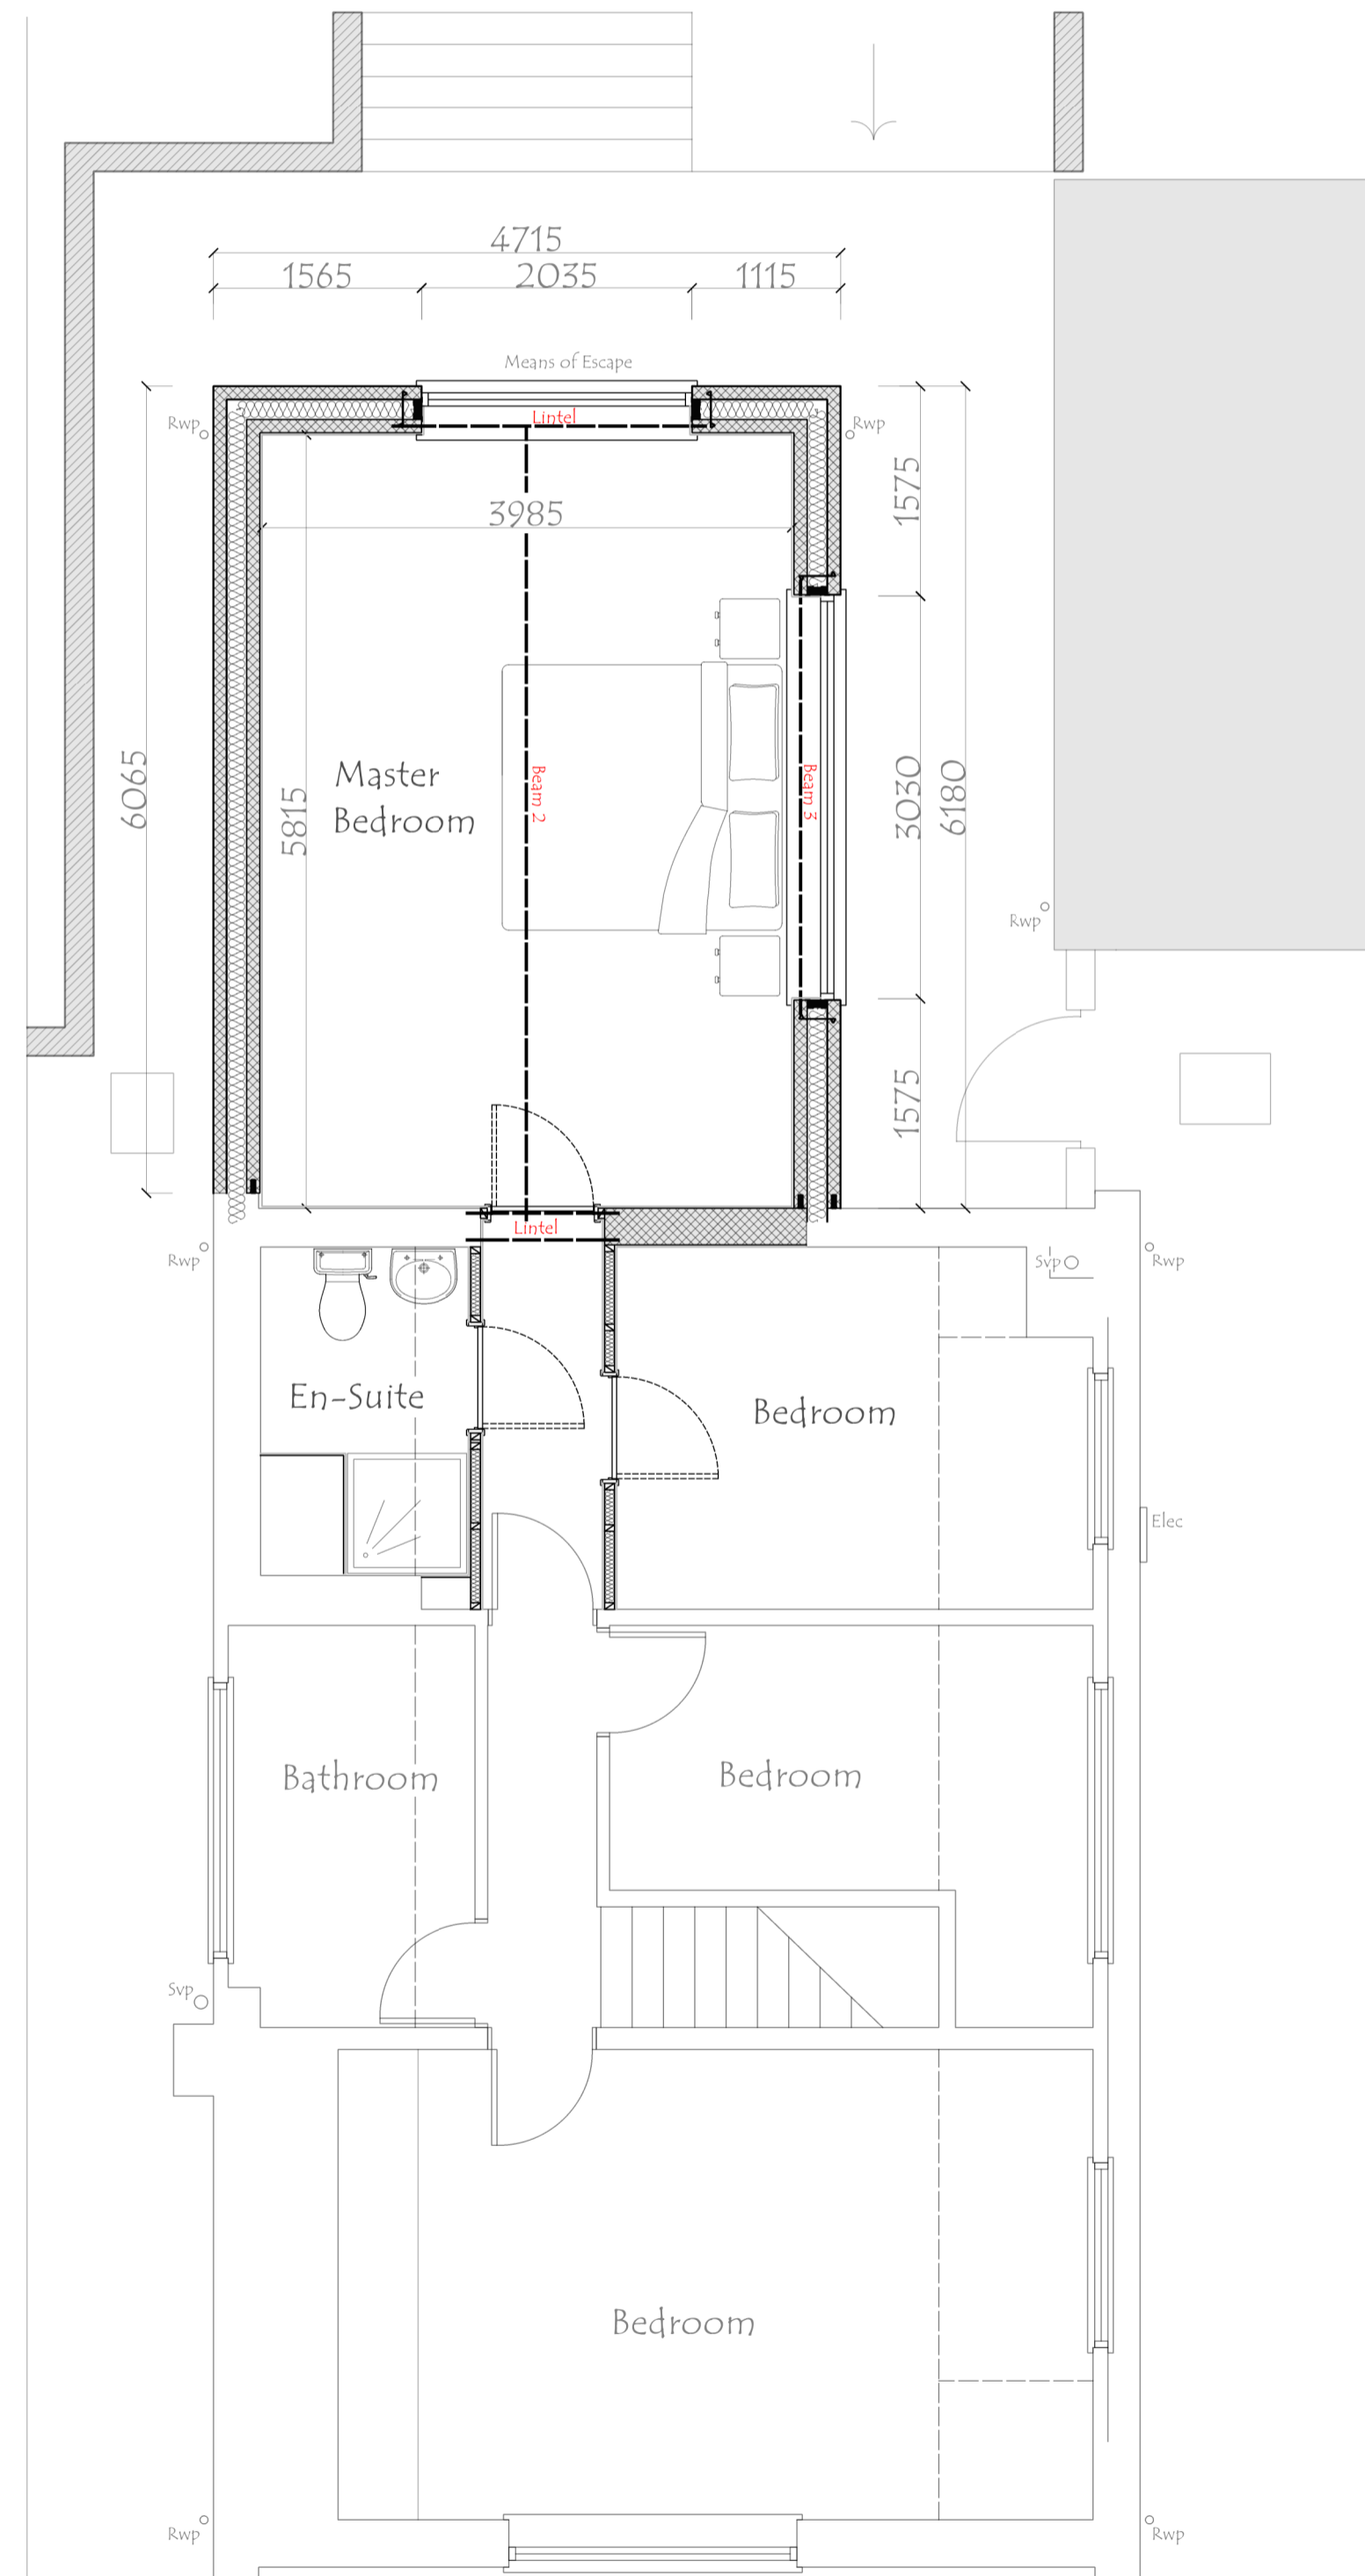 4715
1565 2035 1115
Means of Escape
Rwp
Lintel
Rwp
1575
3985
6065
5815
Master
Bedroom
Beam 2
Beam 3
3030
6180
Rwp
1575
Lintel
Rwp
Svp
Rwp
En-Suite
Bedroom
Elec
Bathroom
Bedroom
Svp
Bedroom
Rwp
Rwp